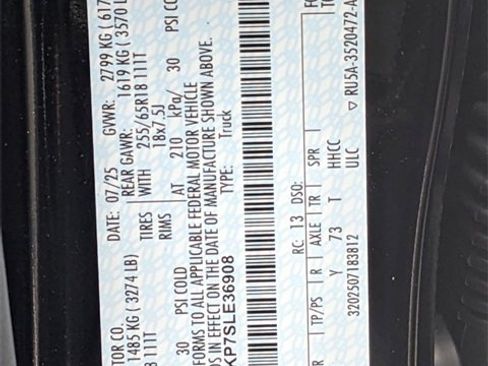 TOR CO. DATE: 07/25 GVWR: 2799 KG ( 617
1485 KG ( 3274 LB) REAR GAWR: 1619 KG ( 3570 L
111T TIRES WITH 255/65R18 111T
RIMS 18x7.5J
30 PSI COLD AT 210 kPa/ 30 PSI CO
FORMS TO ALL APPLICABLE FEDERAL MOTOR VEHICLE
DS IN EFFECT ON THE DATE OF MANUFACTURE SHOWN ABOVE.
KP7SLE36908 TYPE: Truck
RC: 13 DSO:
R TP/PS R AXLE TR SPR
Y 73 T HHCC
3202507183812 ULC
▽ RU5A-3520472-A